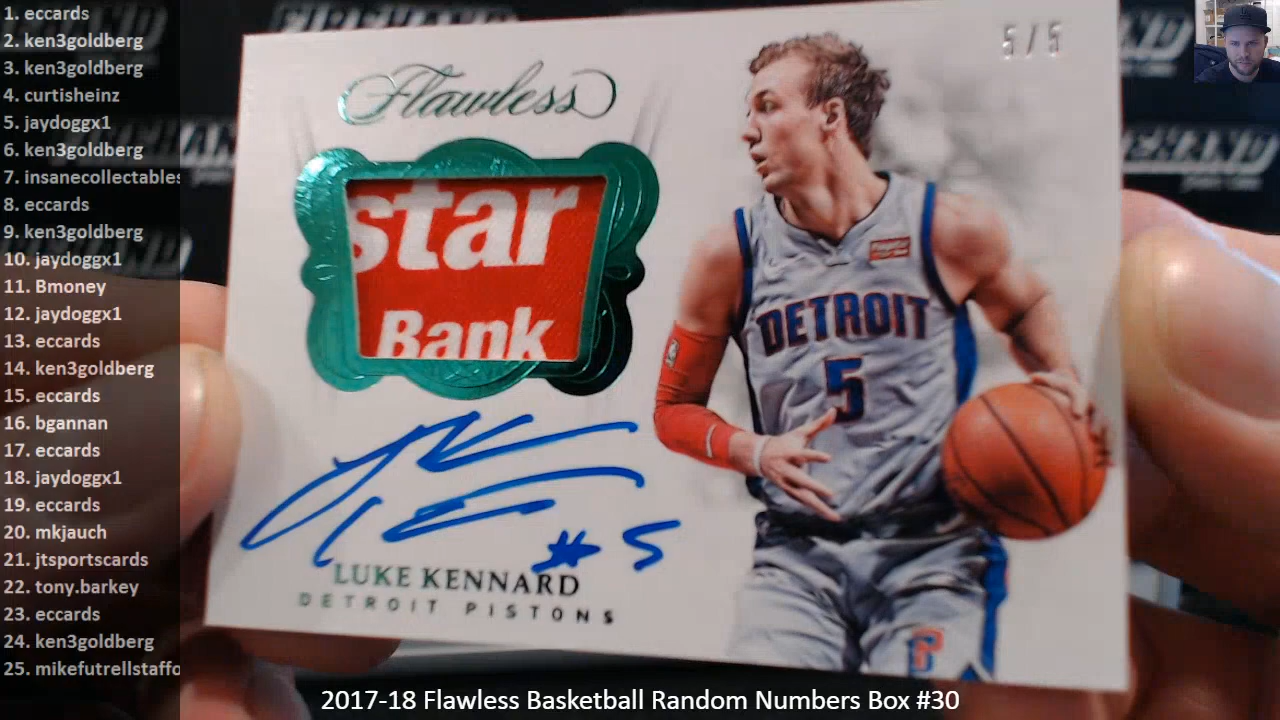 1. eccards
2. ken3goldberg
3. ken3goldberg
4. curtisheinz
5. jaydoggx1
6. ken3goldberg
7. insanecollectables
8. eccards
9. ken3goldberg
10. jaydoggx1
11. Bmoney
12. jaydoggx1
13. eccards
14. ken3goldberg
15. eccards
16. bgannan
17. eccards
18. jaydoggx1
19. eccards
20. mkjauch
21. jtsportscards
22. tony.barkey
23. eccards
24. ken3goldberg
25. mikefutrellstaffo
5/5
Flawless
star
Bank
DETROIT
5
#5
LUKE KENNARD
DETROIT PISTONS
2017-18 Flawless Basketball Random Numbers Box #30